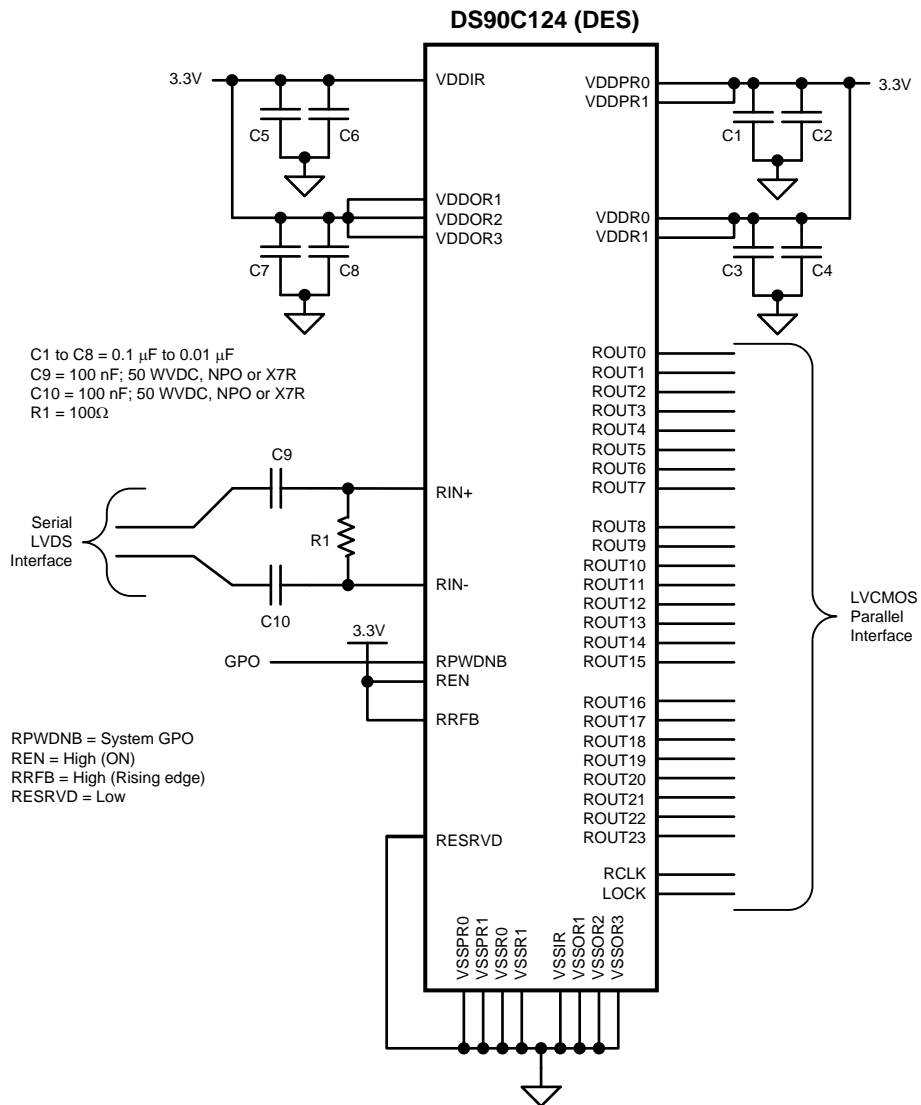 DS90C124 (DES)
3.3V
VDDIR
C5
C6
VDDOR1
VDDOR2
VDDOR3
C7
C8
VDDPR0
VDDPR1
3.3V
C1
C2
VDDR0
VDDR1
C3
C4
C1 to C8 = 0.1 μF to 0.01 μF
C9 = 100 nF; 50 WVDC, NPO or X7R
C10 = 100 nF; 50 WVDC, NPO or X7R
R1 = 100Ω
C9
Serial
LVDS
Interface
R1
C10
RIN+
RIN-
3.3V
GPO
RPWDNB
REN
RRFB
RPWDNB = System GPO
REN = High (ON)
RRFB = High (Rising edge)
RESRVD = Low
RESRVD
ROUT0
ROUT1
ROUT2
ROUT3
ROUT4
ROUT5
ROUT6
ROUT7
ROUT8
ROUT9
ROUT10
ROUT11
ROUT12
ROUT13
ROUT14
ROUT15
ROUT16
ROUT17
ROUT18
ROUT19
ROUT20
ROUT21
ROUT22
ROUT23
RCLK
LOCK
LVCMOS
Parallel
Interface
VSSPR0
VSSPR1
VSSR0
VSSR1
VSSIR
VSSOR1
VSSOR2
VSSOR3